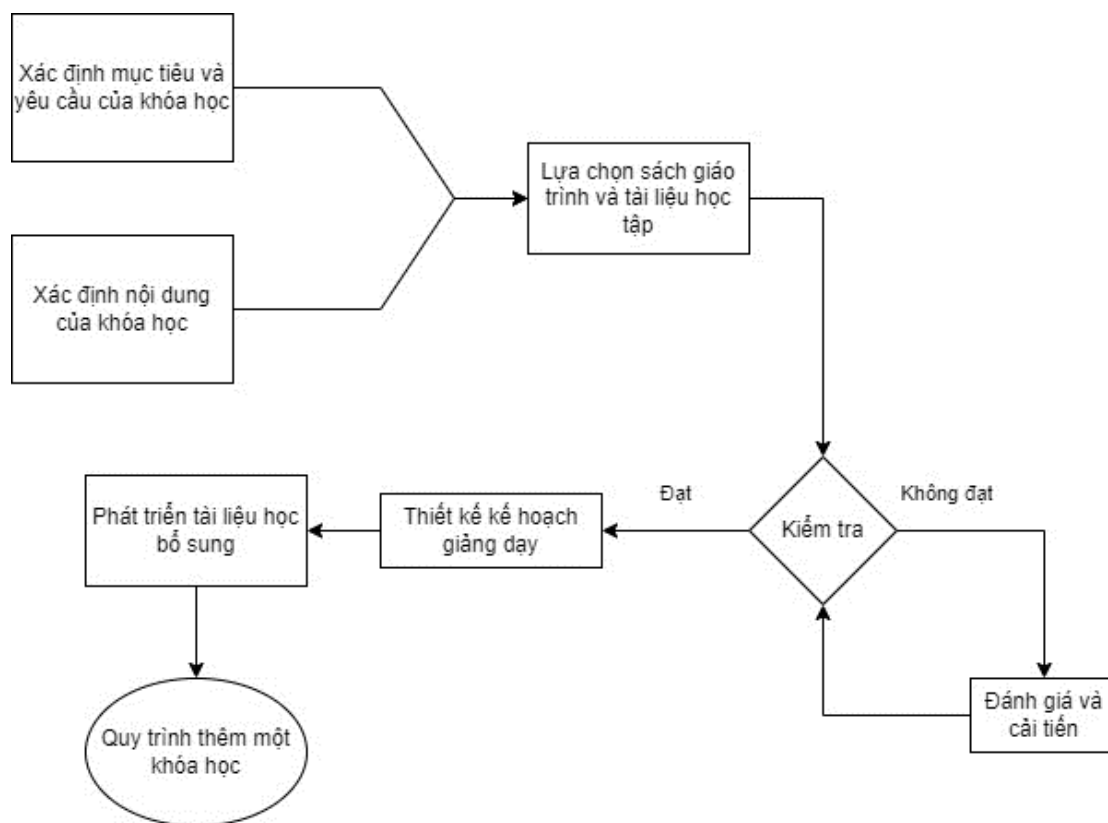 Xác định mục tiêu và
yêu cầu của khóa học
Lựa chọn sách giáo
trình và tài liệu học
tập
Xác định nội dung
của khóa học
Đạt
Không đạt
Kiểm tra
Thiết kế kế hoạch
giảng dạy
Phát triển tài liệu học
bổ sung
Đánh giá và
cải tiến
Quy trình thêm một
khóa học